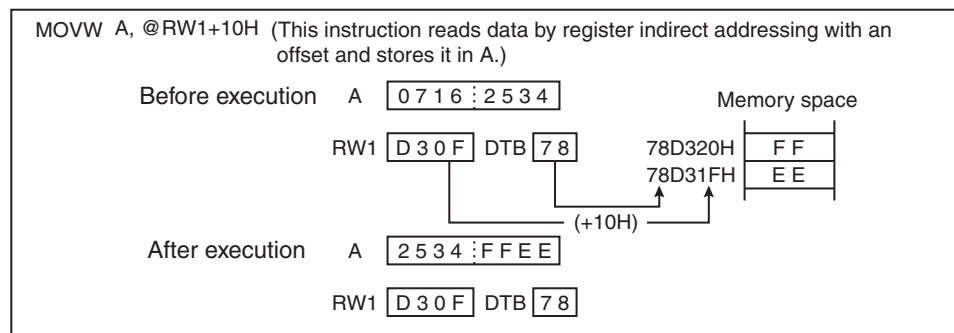 MOVW A, @RW1+10H (This instruction reads data by register indirect addressing with an
offset and stores it in A.)
Before execution A 0716 2534
Memory space
RW1 D30F DTB 78 78D320H FF
78D31FH EE
(+10H)
After execution A 2534 FFEE
RW1 D30F DTB 78